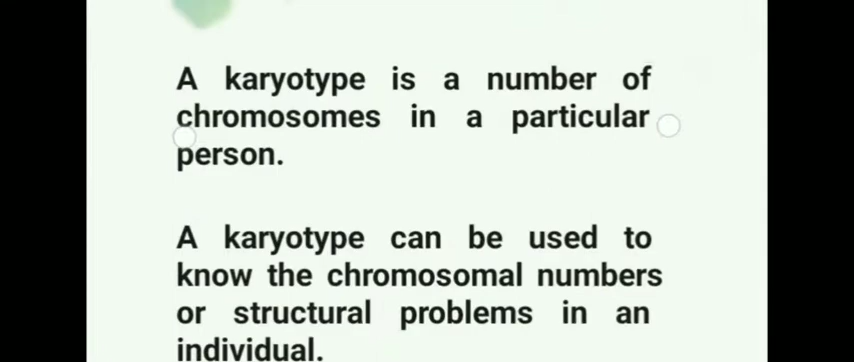 A karyotype is a number of
chromosomes in a particular
person.
A karyotype can be used to
know the chromosomal numbers
or structural problems in an
individual.